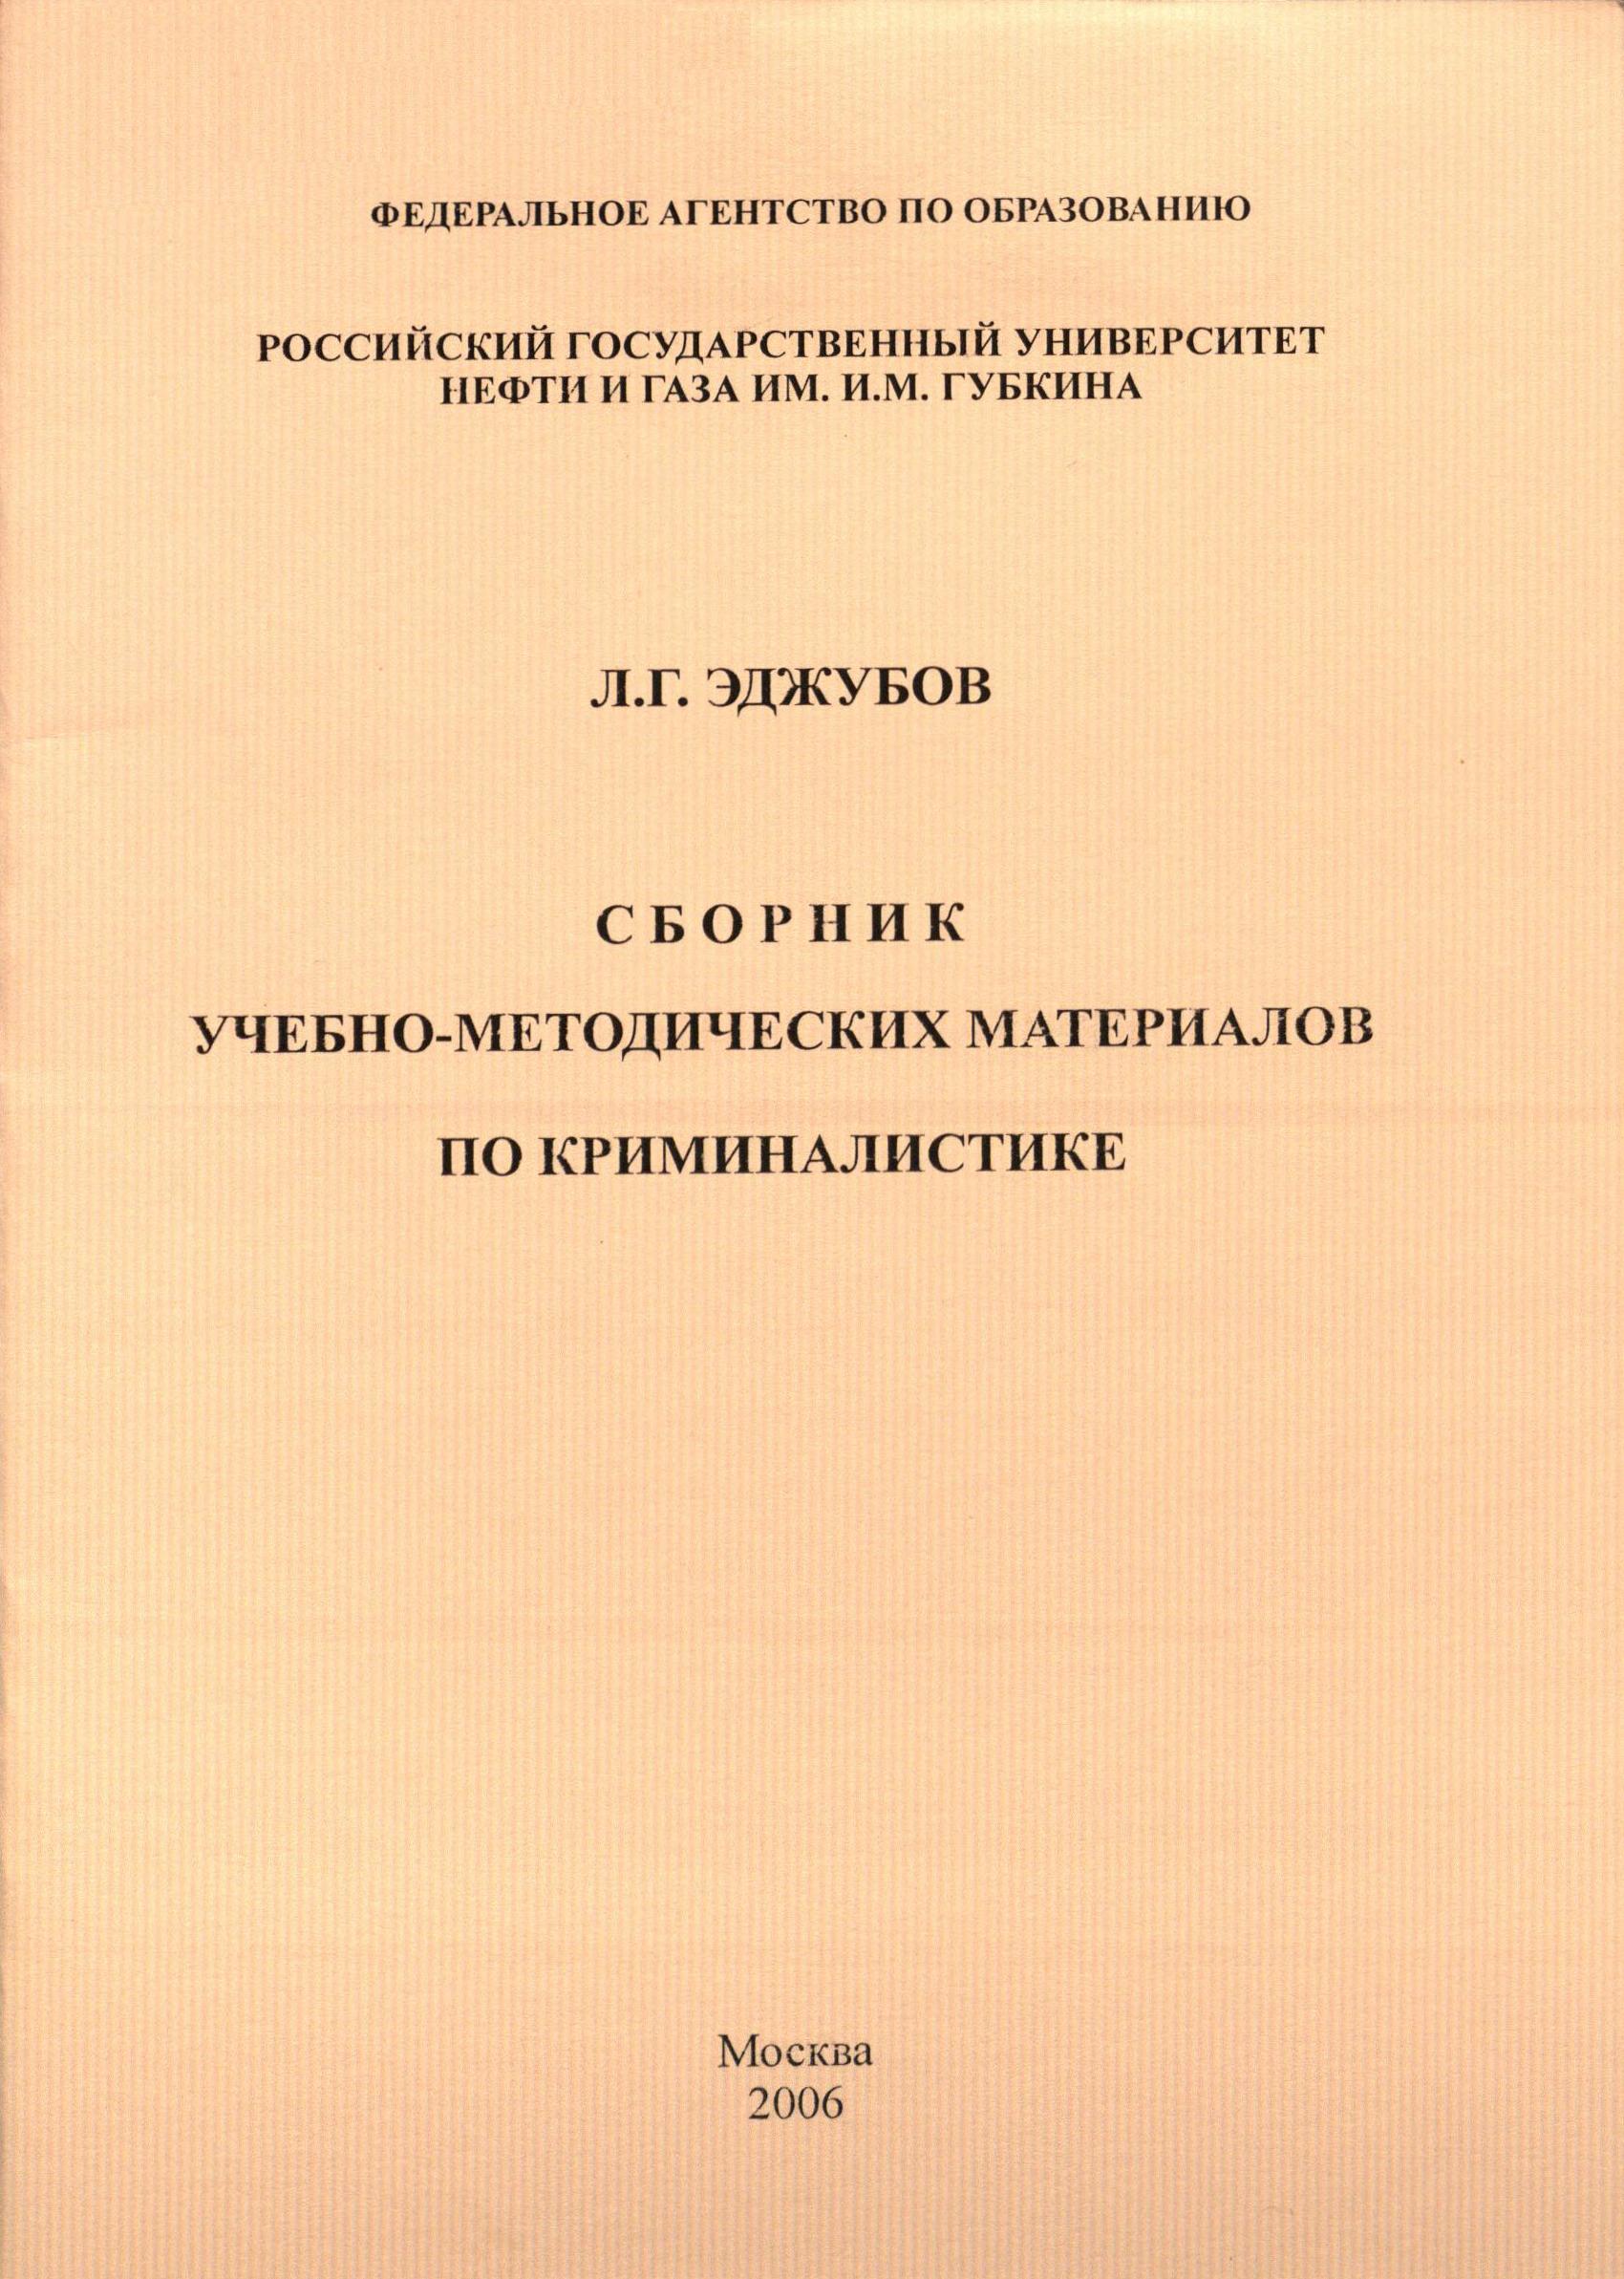 ФЕДЕРАЛЬНОЕ АГЕНТСТВО ПО ОБРАЗОВАНИЮ
РОССИЙСКИЙ ГОСУДАРСТВЕННЫЙ УНИВЕРСИТЕТ
НЕФТИ И ГАЗА ИМ. И.М. ГУБКИНА
Л.Г. ЭДЖУБОВ
СБОРНИК
УЧЕБНО-МЕТОДИЧЕСКИХ МАТЕРИАЛОВ
ПО КРИМИНАЛИСТИКЕ
Москва
2006